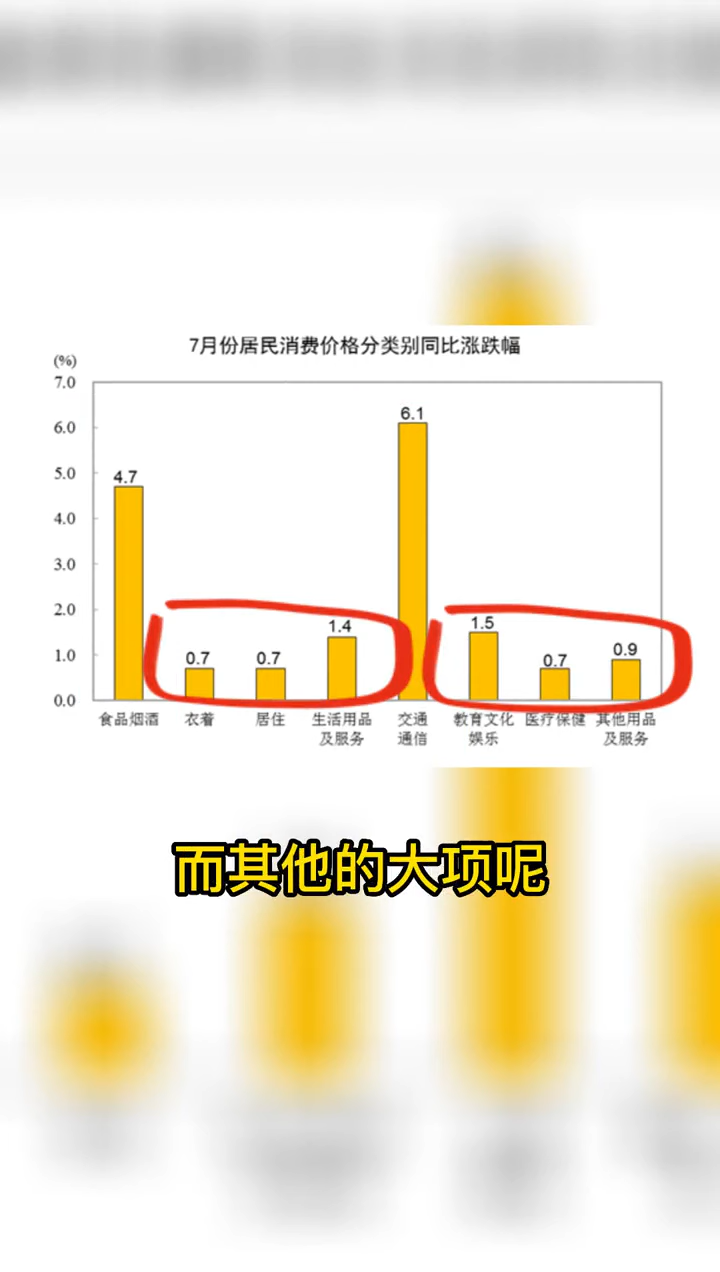 7月份居民消费价格分类别同比涨跌幅
(%)
7.0
6.0
5.0
4.0
3.0
2.0
1.0
0.0
4.7
0.7
0.7
1.4
6.1
1.5
0.7
0.9
食品烟酒
衣着
居住
生活用品
及服务
交通
通信
教育文化
娱乐
医疗保健
其他用品
及服务
而其他的大项呢